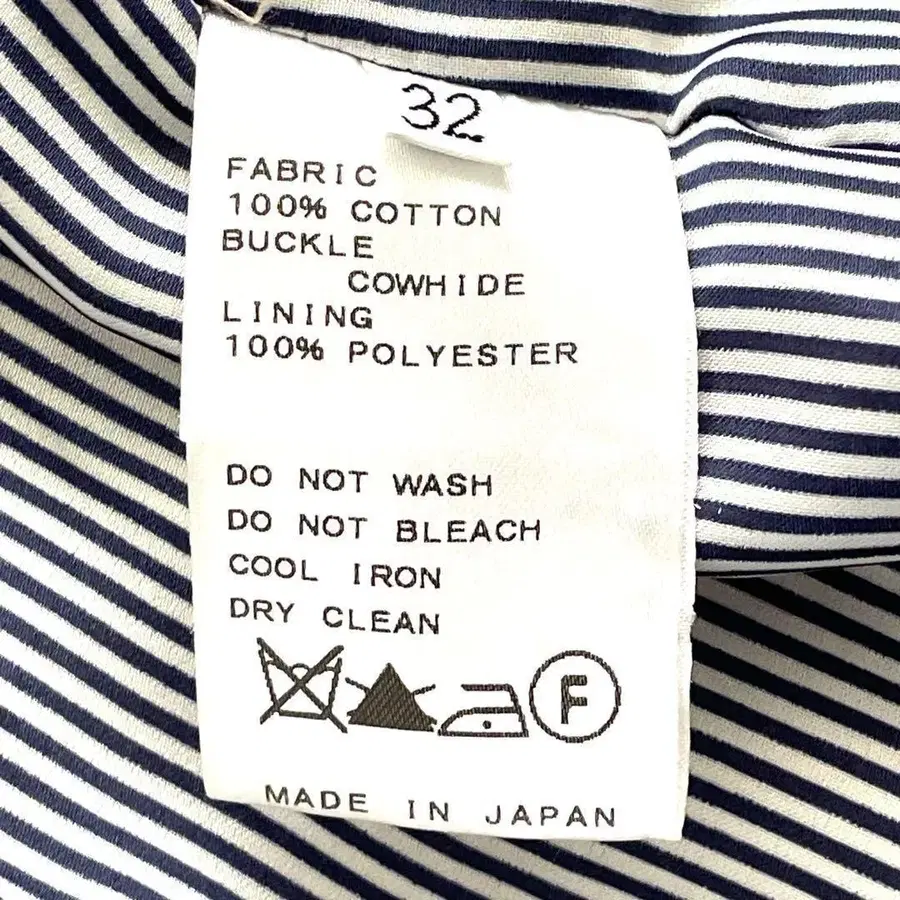 32
FABRIC
100% COTTON
BUCKLE
COWHIDE
LINING
100% POLYESTER
DO NOT WASH
DO NOT BLEACH
COOL IRON
DRY CLEAN
F
MADE IN JAPAN